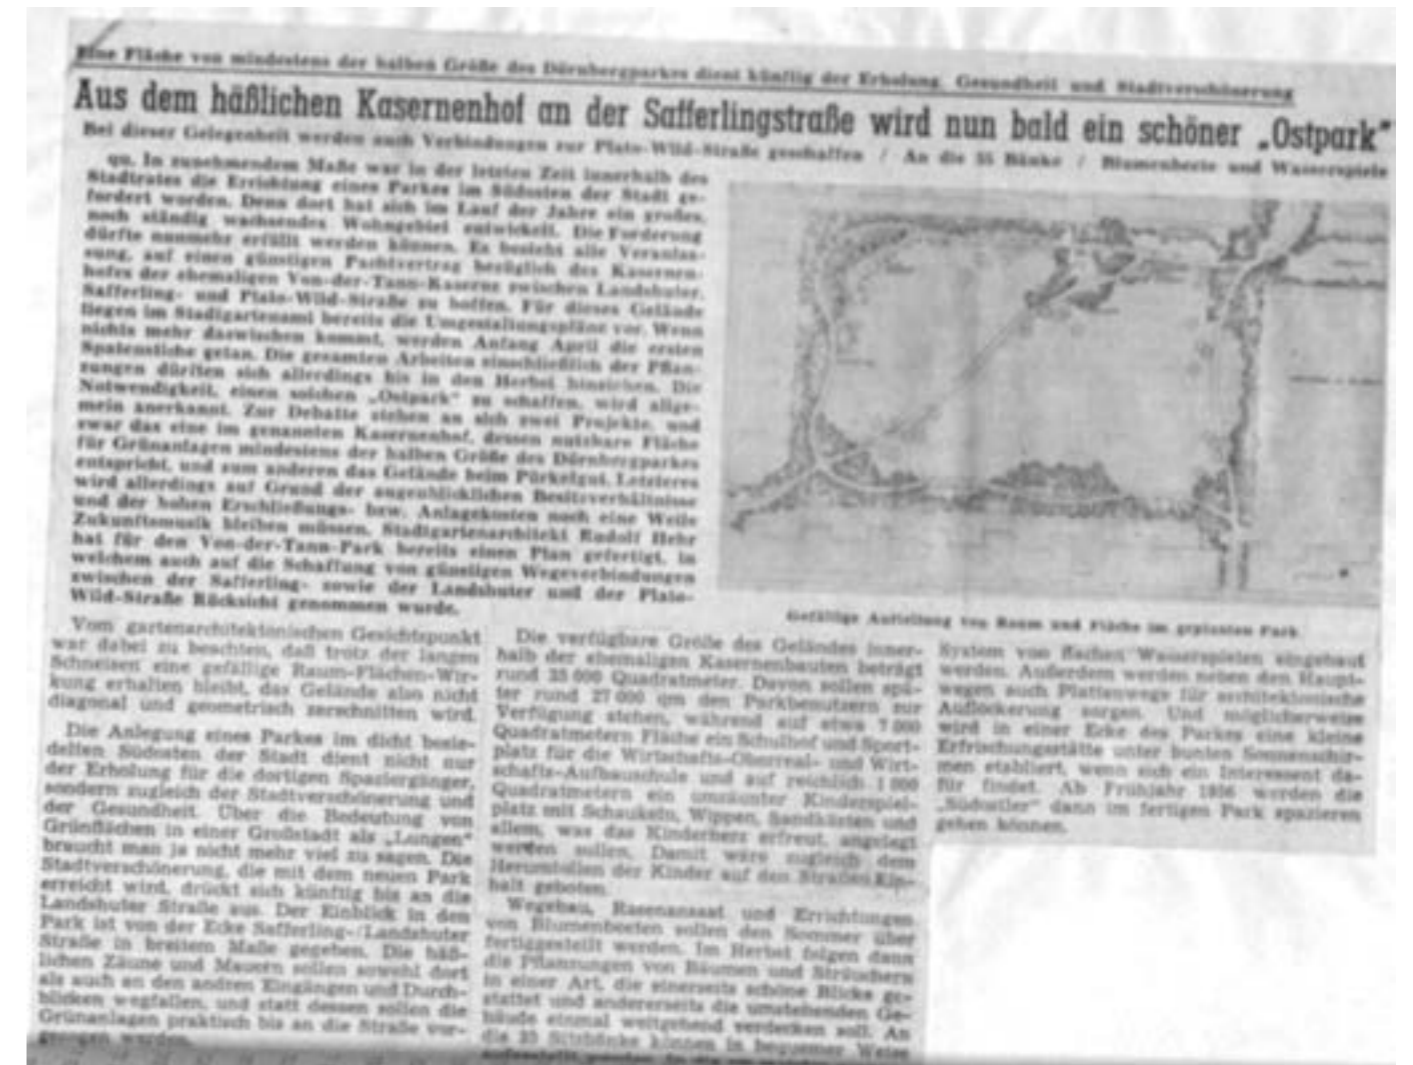 Eine Fläche von mindestens der halben Größe des Dörnbergparkes dient künftig der Erholung, Gesundheit und Stadtverschönerung
Aus dem häßlichen Kasernenhof an der Safferlingstraße wird nun bald ein schöner „Ostpark“
Bei dieser Gelegenheit werden auch Verbindungen zur Plato-Wild-Straße geschaffen / An die 55 Bänke / Blumenbeete und Wasserspiele
qu. In zunehmendem Maße war in der letzten Zeit innerhalb des
Stadtrates die Errichtung eines Parkes im Südosten der Stadt ge-
fordert worden. Denn dort hat sich im Lauf der Jahre ein großes,
noch ständig wachsendes Wohngebiet entwickelt. Die Forderung
dürfte nunmehr erfüllt werden können. Es besteht alle Veranlas-
sung, auf einen günstigen Pachtvertrag bezüglich des Kasernen-
hofes der ehemaligen Von-der-Tann-Kaserne zwischen Landshuter,
Safferling- und Plato-Wild-Straße zu hoffen. Für dieses Gelände
liegen im Stadtgartenamt bereits die Umgestaltungspläne vor. Wenn
nichts mehr dazwischen kommt, werden Anfang April die ersten
Spatenstiche getan. Die gesamten Arbeiten einschließlich der Pflan-
zungen dürften sich allerdings bis in den Herbst hinziehen. Die
Notwendigkeit, einen solchen „Ostpark“ zu schaffen, wird allge-
mein anerkannt. Zur Debatte stehen an sich zwei Projekte, und
zwar das eine im genannten Kasernenhof, dessen nutzbare Fläche
für Grünanlagen mindestens der halben Größe des Dörnbergparkes
entspricht, und zum anderen das Gelände beim Pürkelgut. Letzteres
wird allerdings auf Grund der augenblicklichen Besitzverhältnisse
und der hohen Erschließungs- bzw. Anlagekosten noch eine Weile
Zukunftsmusik bleiben müssen. Stadtgartenarchitekt Rudolf Hehr
hat für den Von-der-Tann-Park bereits einen Plan gefertigt, in
welchem auch auf die Schaffung von günstigen Wegeverbindungen
zwischen der Safferling- sowie der Landshuter und der Plato-
Wild-Straße Rücksicht genommen wurde.
Gefällige Aufteilung von Raum und Fläche im geplanten Park.
Vom gartenarchitektonischen Gesichtspunkt
war dabei zu beachten, daß trotz der langen
Schneisen eine gefällige Raum-Flächen-Wir-
kung erhalten bleibt, das Gelände also nicht
diagonal und geometrisch zerschnitten wird.
Die Anlegung eines Parkes im dicht besie-
delten Südosten der Stadt dient nicht nur
der Erholung für die dortigen Spaziergänger,
sondern zugleich der Stadtverschönerung und
der Gesundheit. Über die Bedeutung von
Grünflächen in einer Großstadt als „Lungen“
braucht man ja nicht mehr viel zu sagen. Die
Stadtverschönerung, die mit dem neuen Park
erreicht wird, drückt sich künftig bis an die
Landshuter Straße aus. Der Einblick in den
Park ist von der Ecke Safferling-/Landshuter
Straße in breitem Maße gegeben. Die häß-
lichen Zäune und Mauern sollen sowohl dort
als auch an den andren Eingängen und Durch-
blicken wegfallen, und statt dessen sollen die
Grünanlagen praktisch bis an die Straße vor-
gezogen werden.
Die verfügbare Größe des Geländes inner-
halb der ehemaligen Kasernenbauten beträgt
rund 35 000 Quadratmeter. Davon sollen spä-
ter rund 27 000 qm den Parkbenutzern zur
Verfügung stehen, während auf etwa 7 000
Quadratmetern Fläche ein Schulhof und Sport-
platz für die Wirtschafts-Oberreal- und Wirt-
schafts-Aufbauschule und auf reichlich 1 000
Quadratmetern ein umzäunter Kinderspiel-
platz mit Schaukeln, Wippen, Sandkästen und
allem, was das Kinderherz erfreut, angelegt
werden sollen. Damit wäre zugleich dem
Herumtollen der Kinder auf den Straßen Ein-
halt geboten.
Wegebau, Rasenansaat und Errichtungen
von Blumenbeeten sollen den Sommer über
fertiggestellt werden. Im Herbst folgen dann
die Pflanzungen von Bäumen und Sträuchern
in einer Art, die einerseits schöne Blicke ge-
stattet und andererseits die umstehenden Ge-
bäude einmal weitgehend verdecken soll. An
die 55 Sitzbänke können in bequemer Weise
aufgestellt werden.
System von flachen Wasserspielen eingebaut
werden. Außerdem werden neben den Haupt-
wegen auch Plattenwege für architektonische
Auflockerung sorgen. Und möglicherweise
wird in einer Ecke des Parkes eine kleine
Erfrischungsstätte unter bunten Sonnenschir-
men etabliert, wenn sich ein Interessent da-
für findet. Ab Frühjahr 1956 werden die
„Südostler“ dann im fertigen Park spazieren
gehen können.